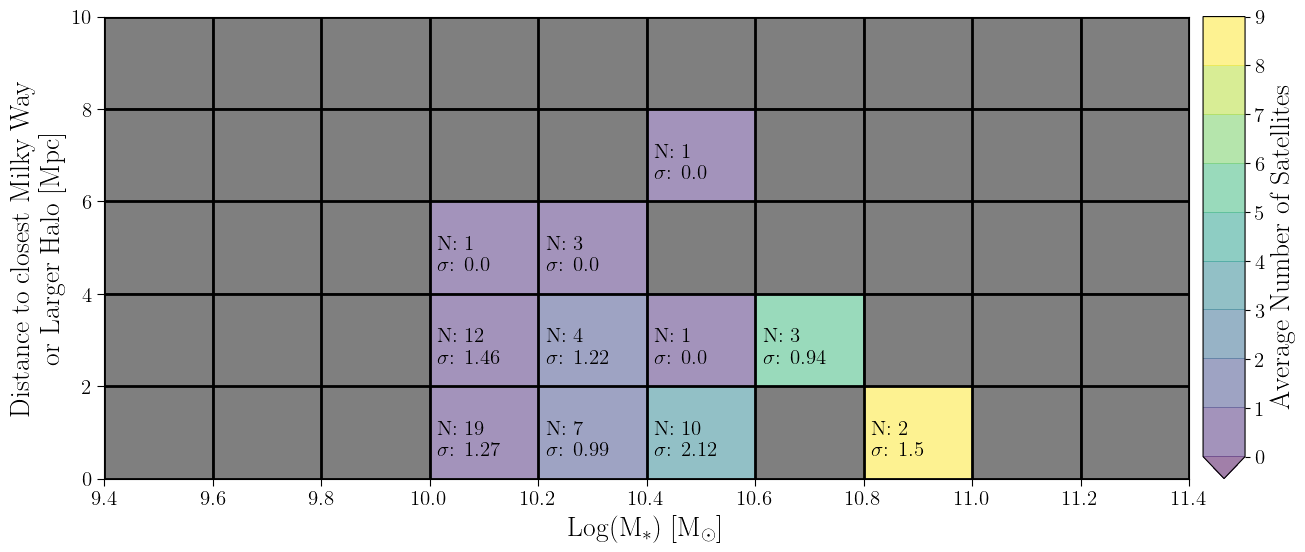 Distance to closest Milky Way
or Larger Halo [Mpc]
10
8
6
4
2
0
N: 1
σ: 0.0
N: 1
σ: 0.0
N: 3
σ: 0.0
N: 12
σ: 1.46
N: 4
σ: 1.22
N: 1
σ: 0.0
N: 3
σ: 0.94
N: 19
σ: 1.27
N: 7
σ: 0.99
N: 10
σ: 2.12
N: 2
σ: 1.5
9.4 9.6 9.8 10.0 10.2 10.4 10.6 10.8 11.0 11.2 11.4
Log(M∗) [M⊙]
9
8
7
6
5
4
3
2
1
0
Average Number of Satellites